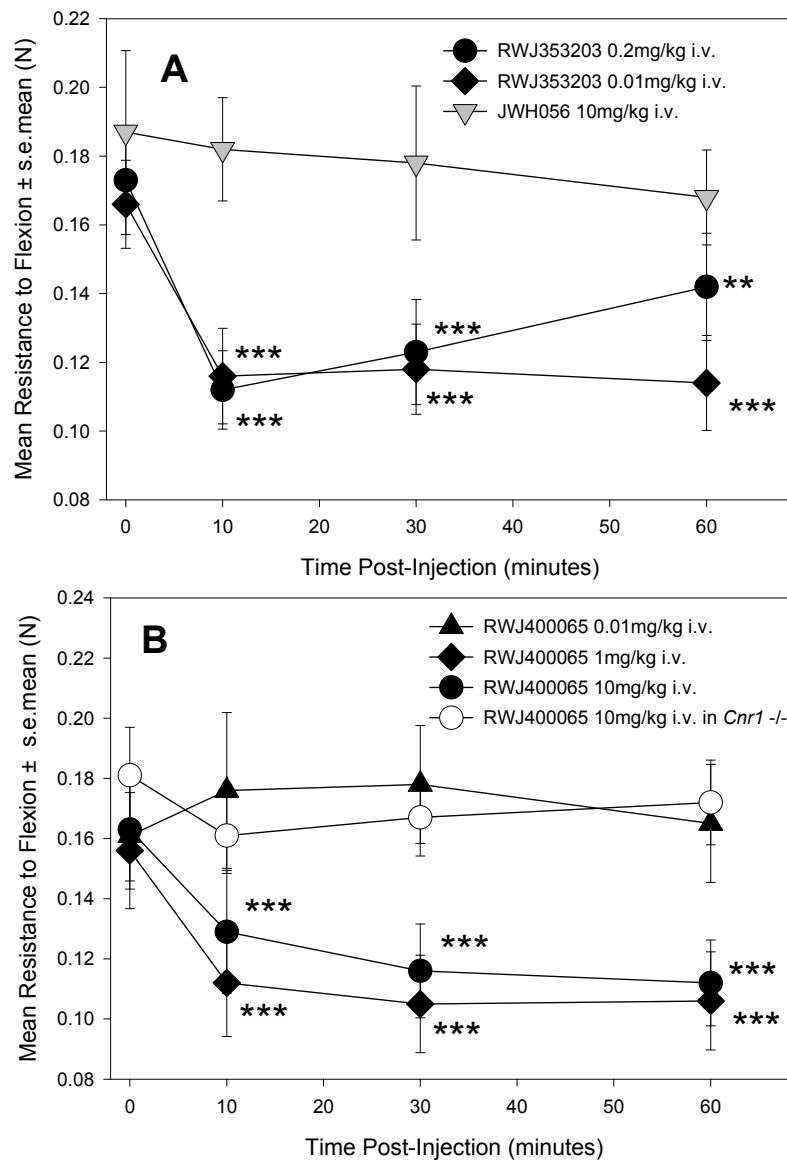 A
RWJ353203 0.2mg/kg i.v.
RWJ353203 0.01mg/kg i.v.
JWH056 10mg/kg i.v.
Mean Resistance to Flexion ± s.e.mean (N)
0.22
0.20
0.18
0.16
0.14
0.12
0.10
0.08
***
***
***
***
**
***
0 10 20 30 40 50 60
Time Post-Injection (minutes)
B
RWJ400065 0.01mg/kg i.v.
RWJ400065 1mg/kg i.v.
RWJ400065 10mg/kg i.v.
RWJ400065 10mg/kg i.v. in Cnr1 -/-
Mean Resistance to Flexion ± s.e.mean (N)
0.24
0.22
0.20
0.18
0.16
0.14
0.12
0.10
0.08
***
***
***
***
***
***
0 10 20 30 40 50 60
Time Post-Injection (minutes)